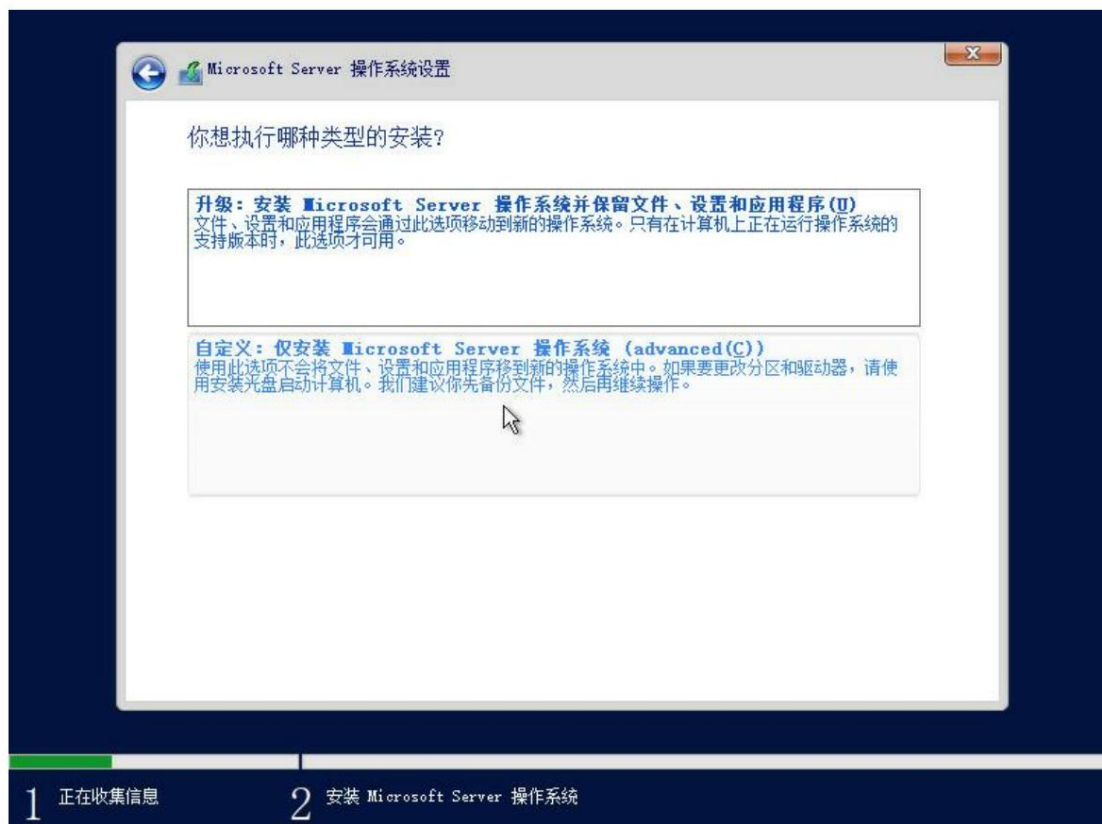 Microsoft Server 操作系统设置
你想执行哪种类型的安装?
升级: 安装 Microsoft Server 操作系统并保留文件、设置和应用程序(U)
文件、设置和应用程序会通过此选项移动到新的操作系统。只有在计算机上正在运行操作系统的
支持版本时，此选项才可用。
自定义: 仅安装 Microsoft Server 操作系统 (advanced(C))
使用此选项不会将文件、设置和应用程序移到新的操作系统中。如果要更改分区和驱动器，请使
用安装光盘启动计算机。我们建议你先备份文件，然后再继续操作。
1 正在收集信息
2 安装 Microsoft Server 操作系统